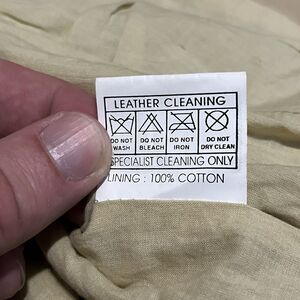 LEATHER CLEANING
DO NOT WASH
DO NOT BLEACH
DO NOT IRON
DO NOT DRY CLEAN
SPECIALIST CLEANING ONLY
LINING : 100% COTTON